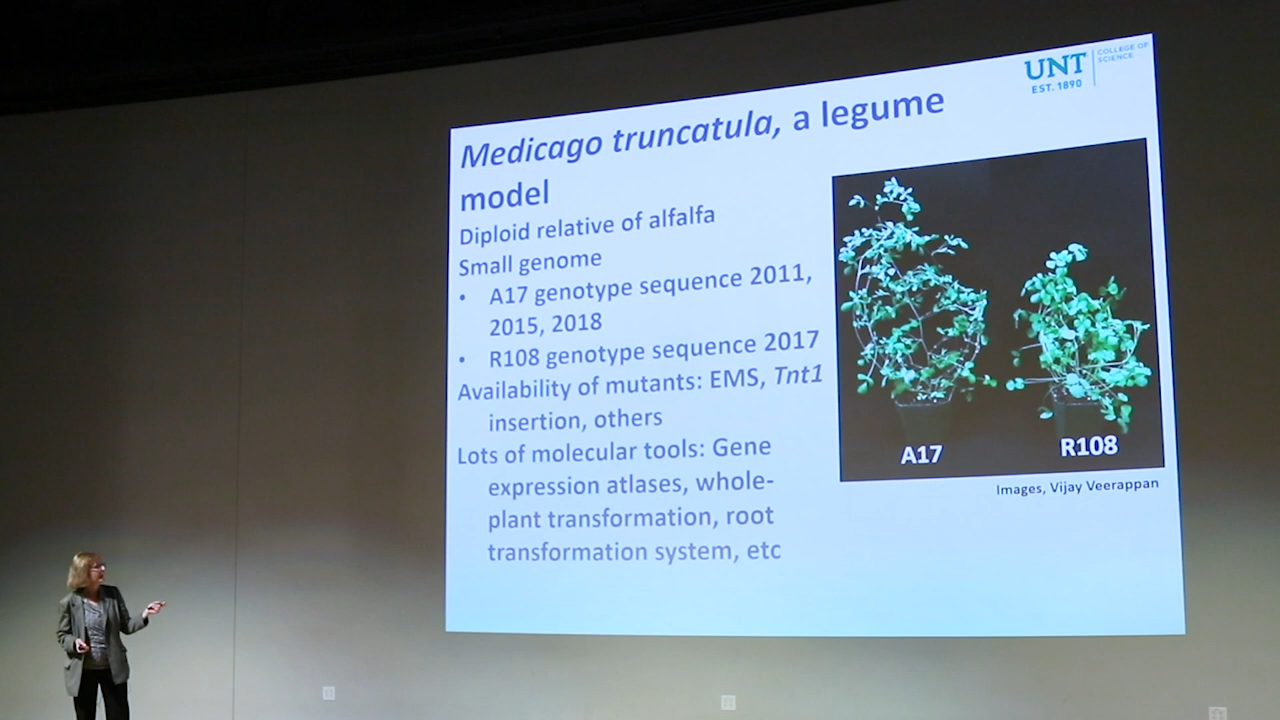 UNT
EST. 1890
COLLEGE OF
SCIENCE
Medicago truncatula, a legume
model
Diploid relative of alfalfa
Small genome
• A17 genotype sequence 2011,
2015, 2018
• R108 genotype sequence 2017
Availability of mutants: EMS, Tnt1
insertion, others
Lots of molecular tools: Gene
expression atlases, whole-
plant transformation, root
transformation system, etc
A17
R108
Images, Vijay Veerappan